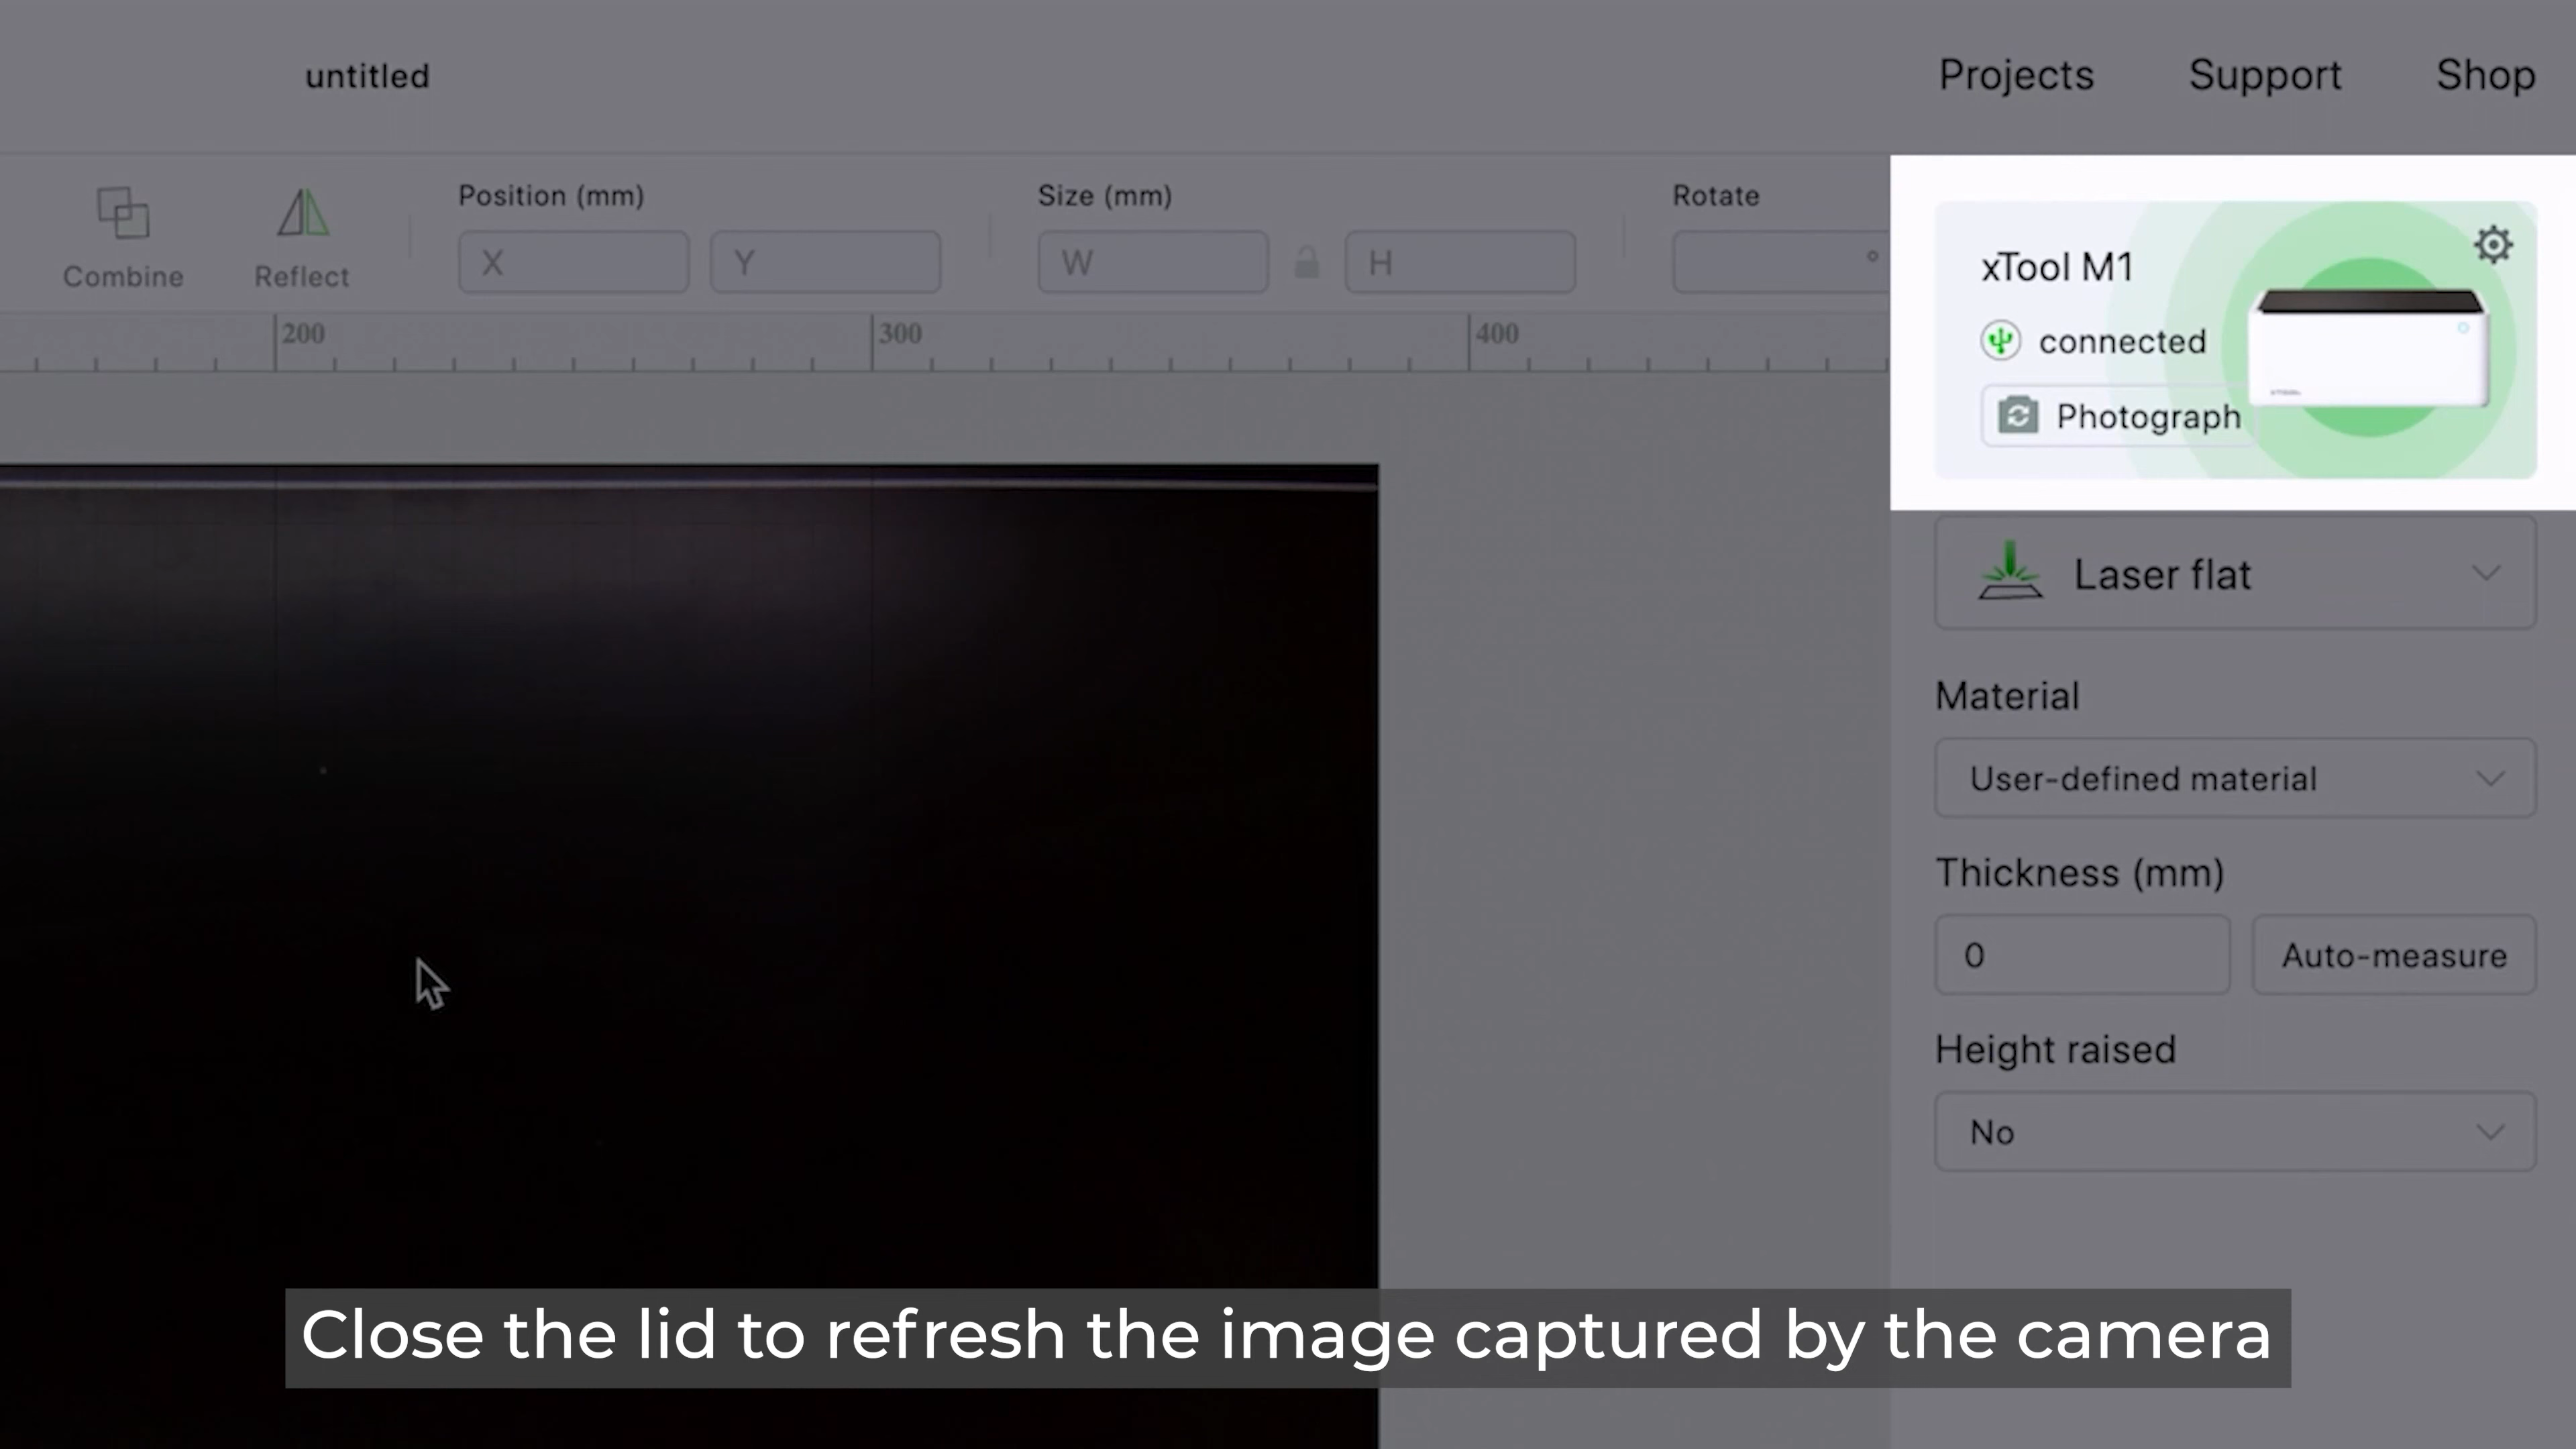 untitled
Projects
Support
Shop
Combine
Reflect
Position (mm)
X
Y
Size (mm)
W
H
Rotate
°
200
300
400
xTool M1
connected
Photograph
Laser flat
Material
User-defined material
Thickness (mm)
0
Auto-measure
Height raised
No
Close the lid to refresh the image captured by the camera